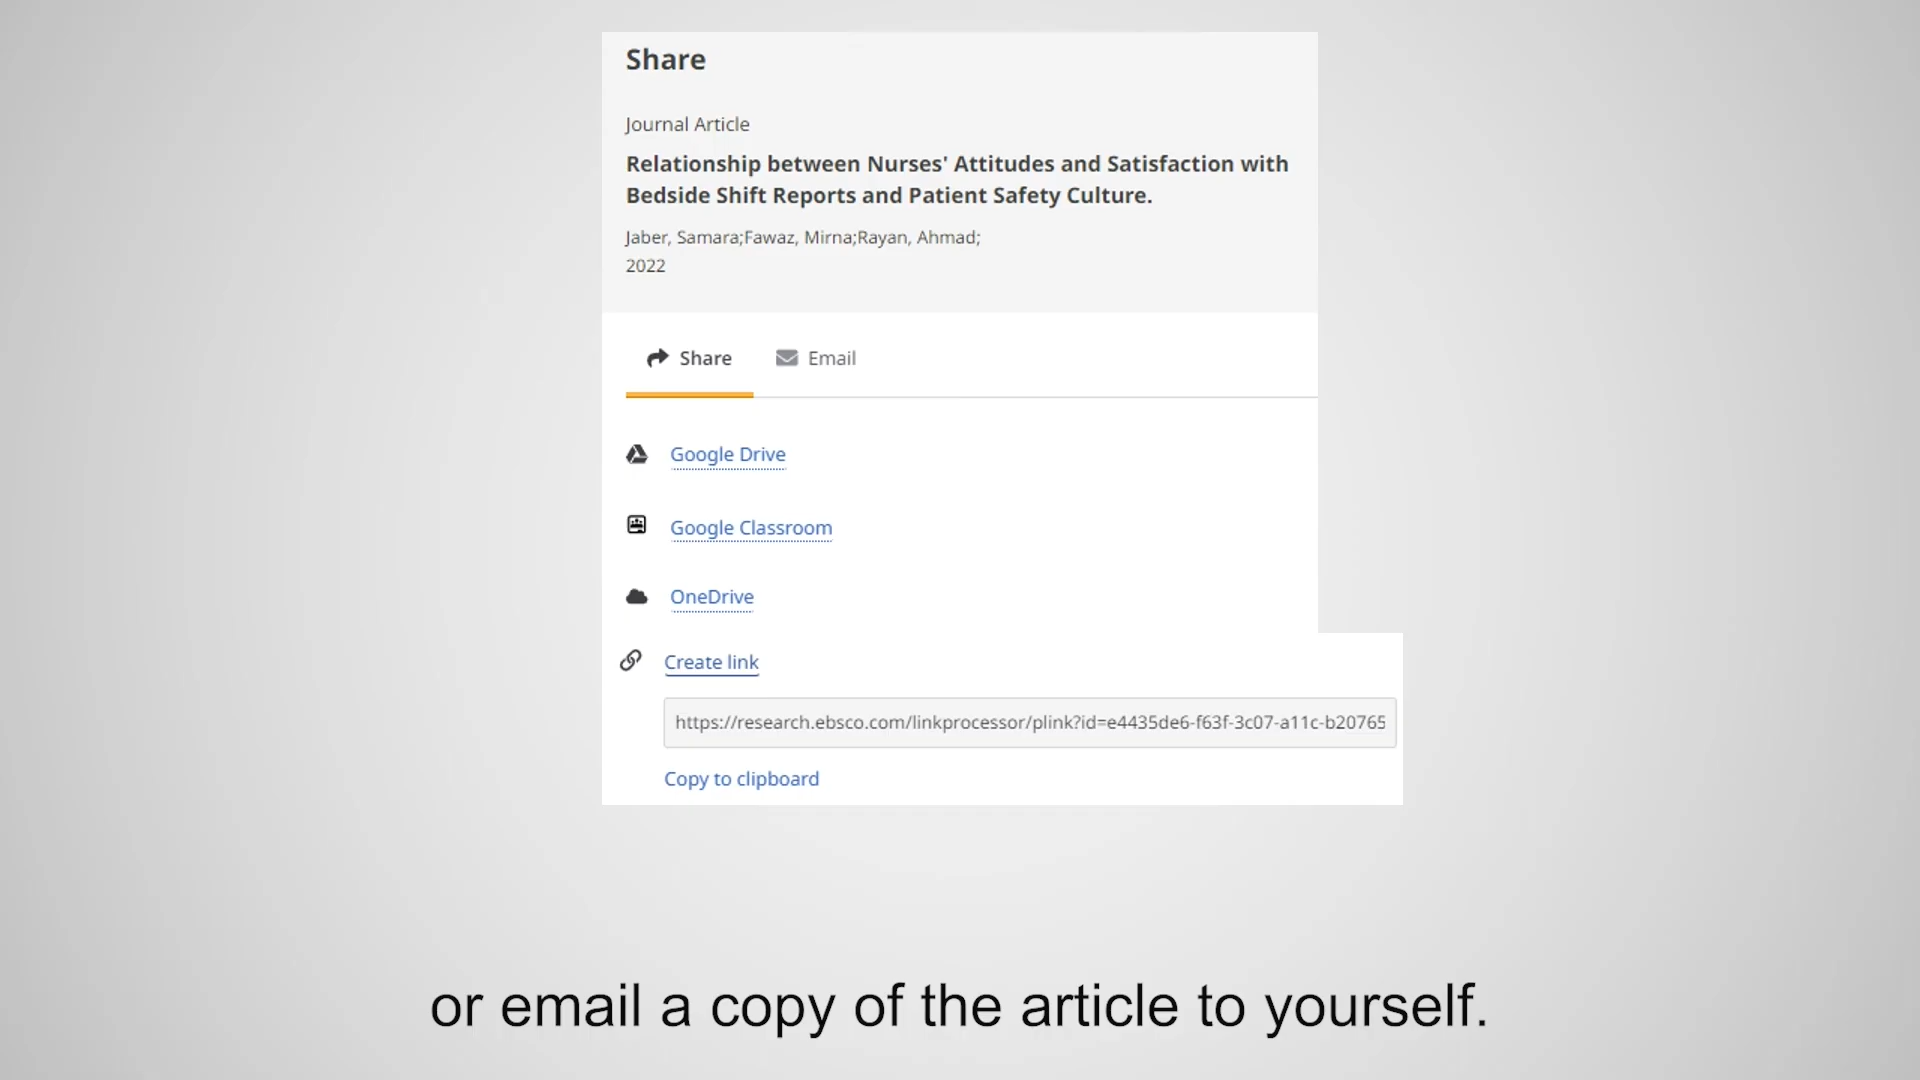 Share
Journal Article
Relationship between Nurses' Attitudes and Satisfaction with
Bedside Shift Reports and Patient Safety Culture.
Jaber, Samara;Fawaz, Mirna;Rayan, Ahmad;
2022
Share Email
Google Drive
Google Classroom
OneDrive
Create link
https://research.ebsco.com/linkprocessor/plink?id=e4435de6-f63f-3c07-a11c-b20765
Copy to clipboard
or email a copy of the article to yourself.